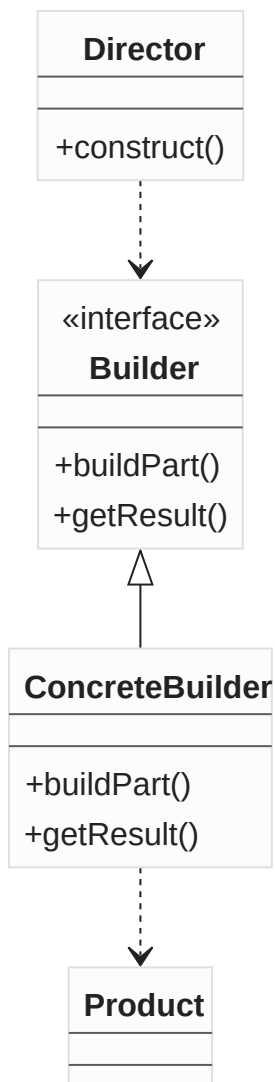 Director
+construct()
«interface»
Builder
+buildPart()
+getResult()
ConcreteBuilder
+buildPart()
+getResult()
Product